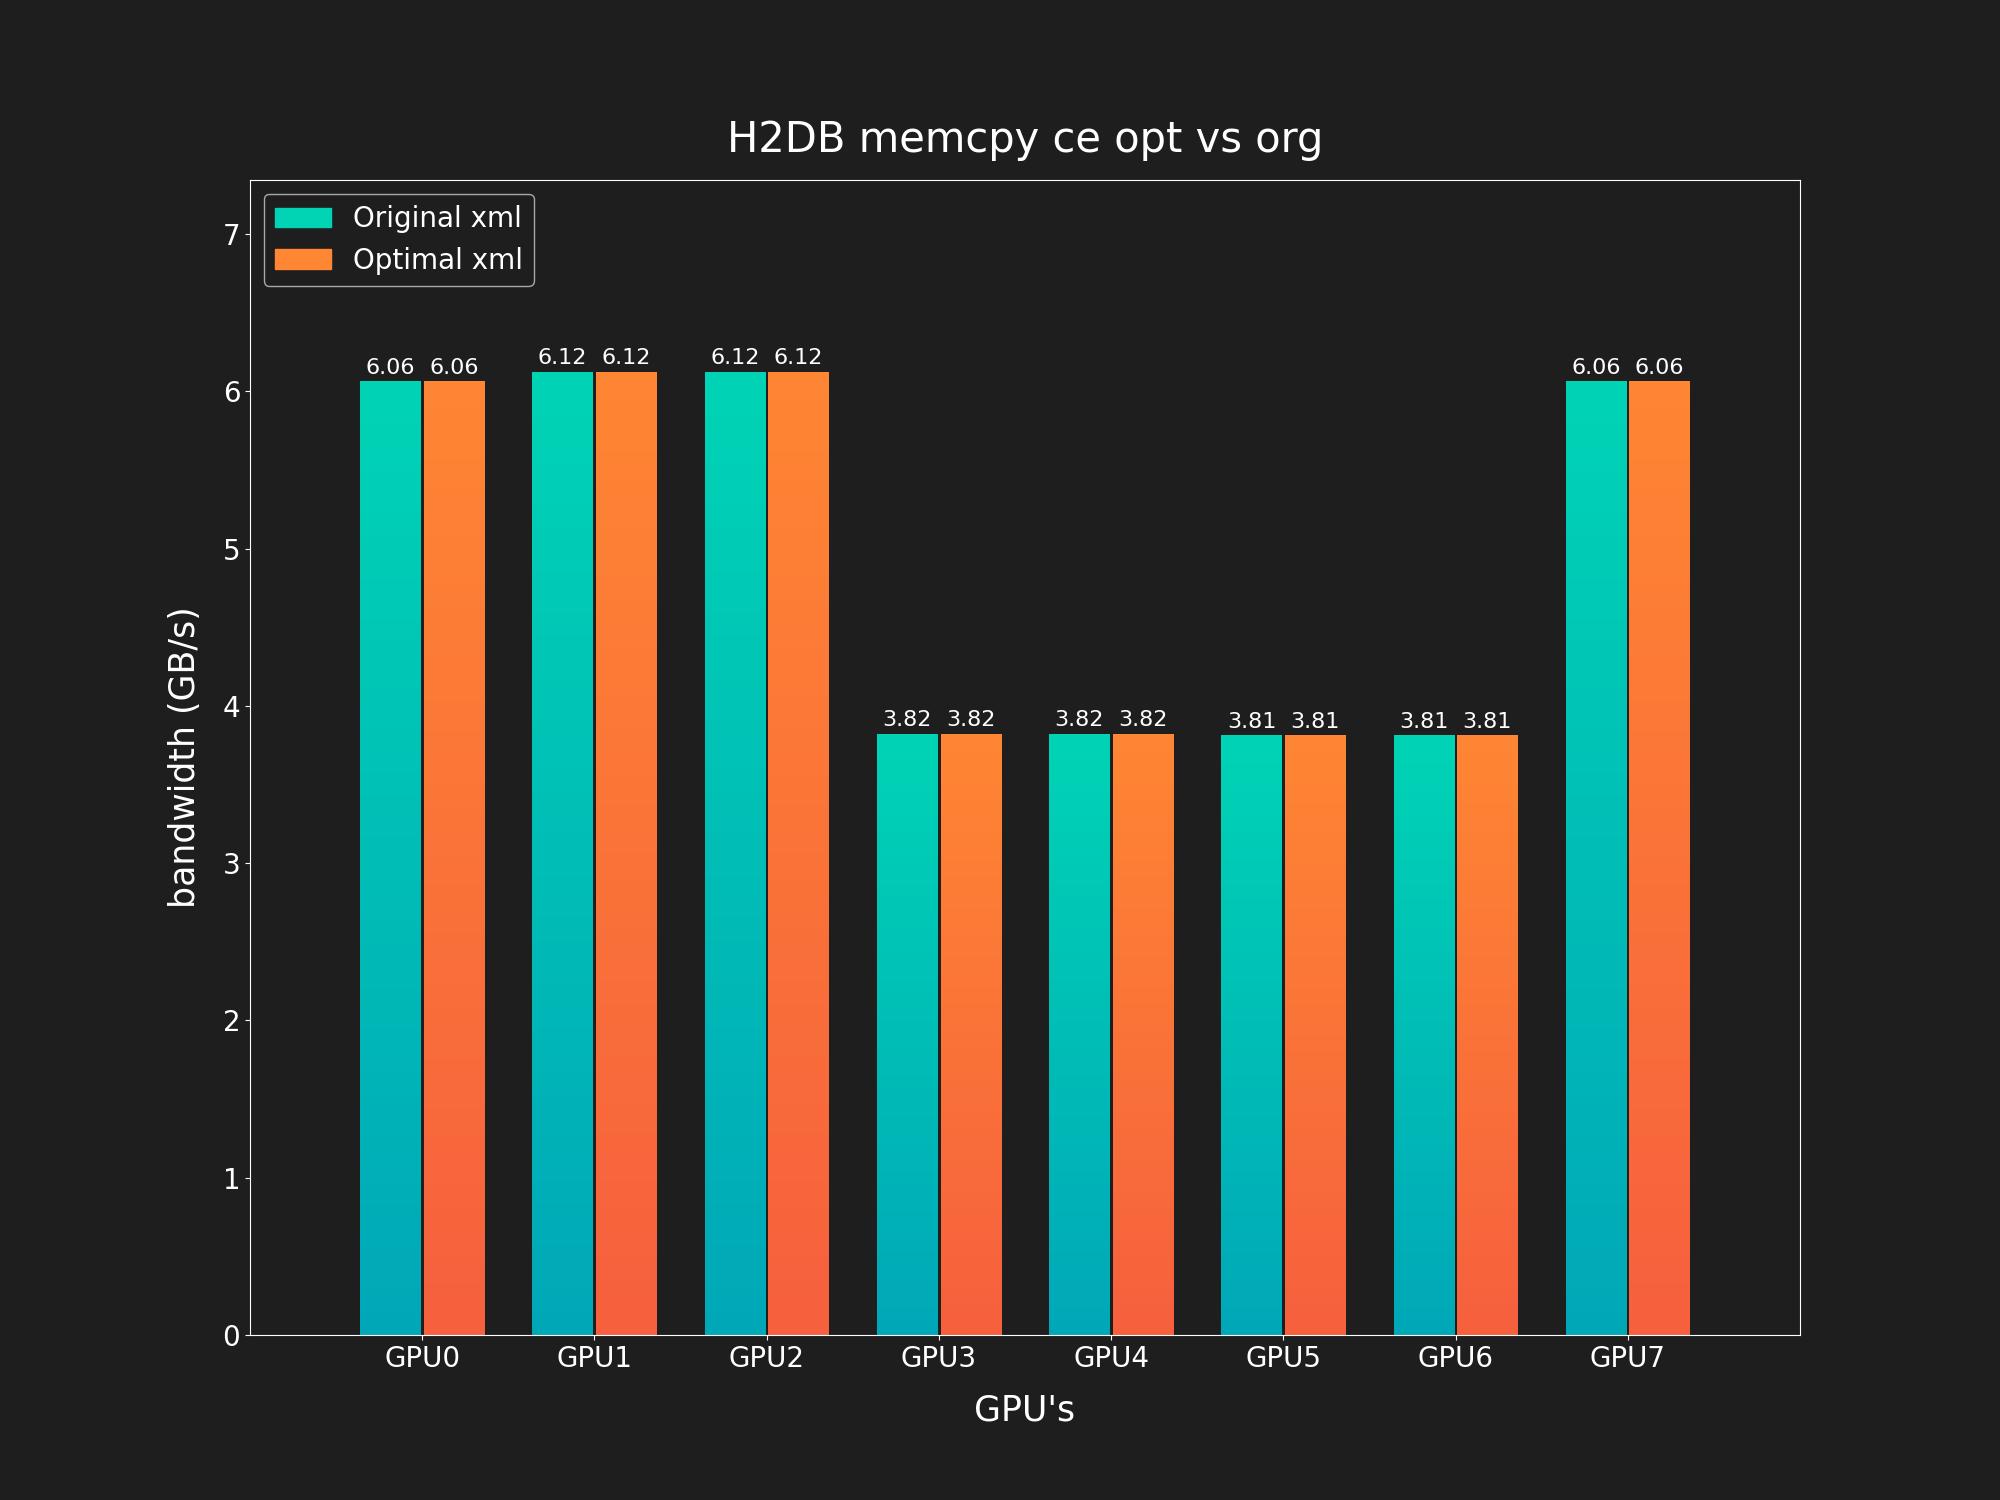 H2DB memcpy ce opt vs org
Original xml
Optimal xml
7
6
5
4
3
2
1
0
bandwidth (GB/s)
6.06 6.06
6.12 6.12
6.12 6.12
3.82 3.82
3.82 3.82
3.81 3.81
3.81 3.81
6.06 6.06
GPU0 GPU1 GPU2 GPU3 GPU4 GPU5 GPU6 GPU7
GPU's